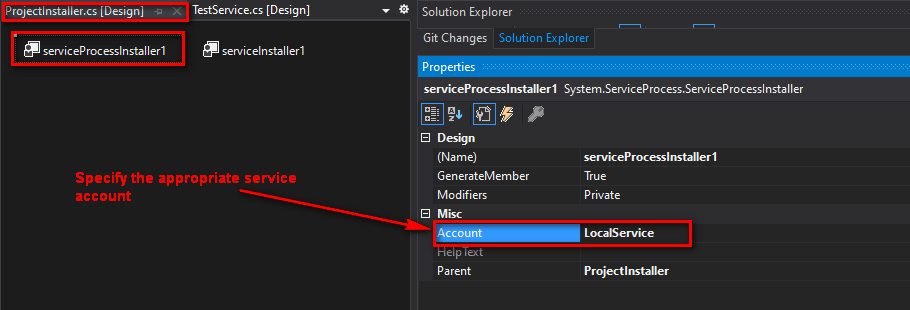 ProjectInstaller.cs [Design]
TestService.cs [Design]
serviceProcessInstaller1
serviceInstaller1
Specify the appropriate service
account
Solution Explorer
Git Changes
Solution Explorer
Properties
serviceProcessInstaller1 System.ServiceProcess.ServiceProcessInstaller
Design
(Name) serviceProcessInstaller1
GenerateMember True
Modifiers Private
Misc
Account LocalService
HelpText
Parent ProjectInstaller